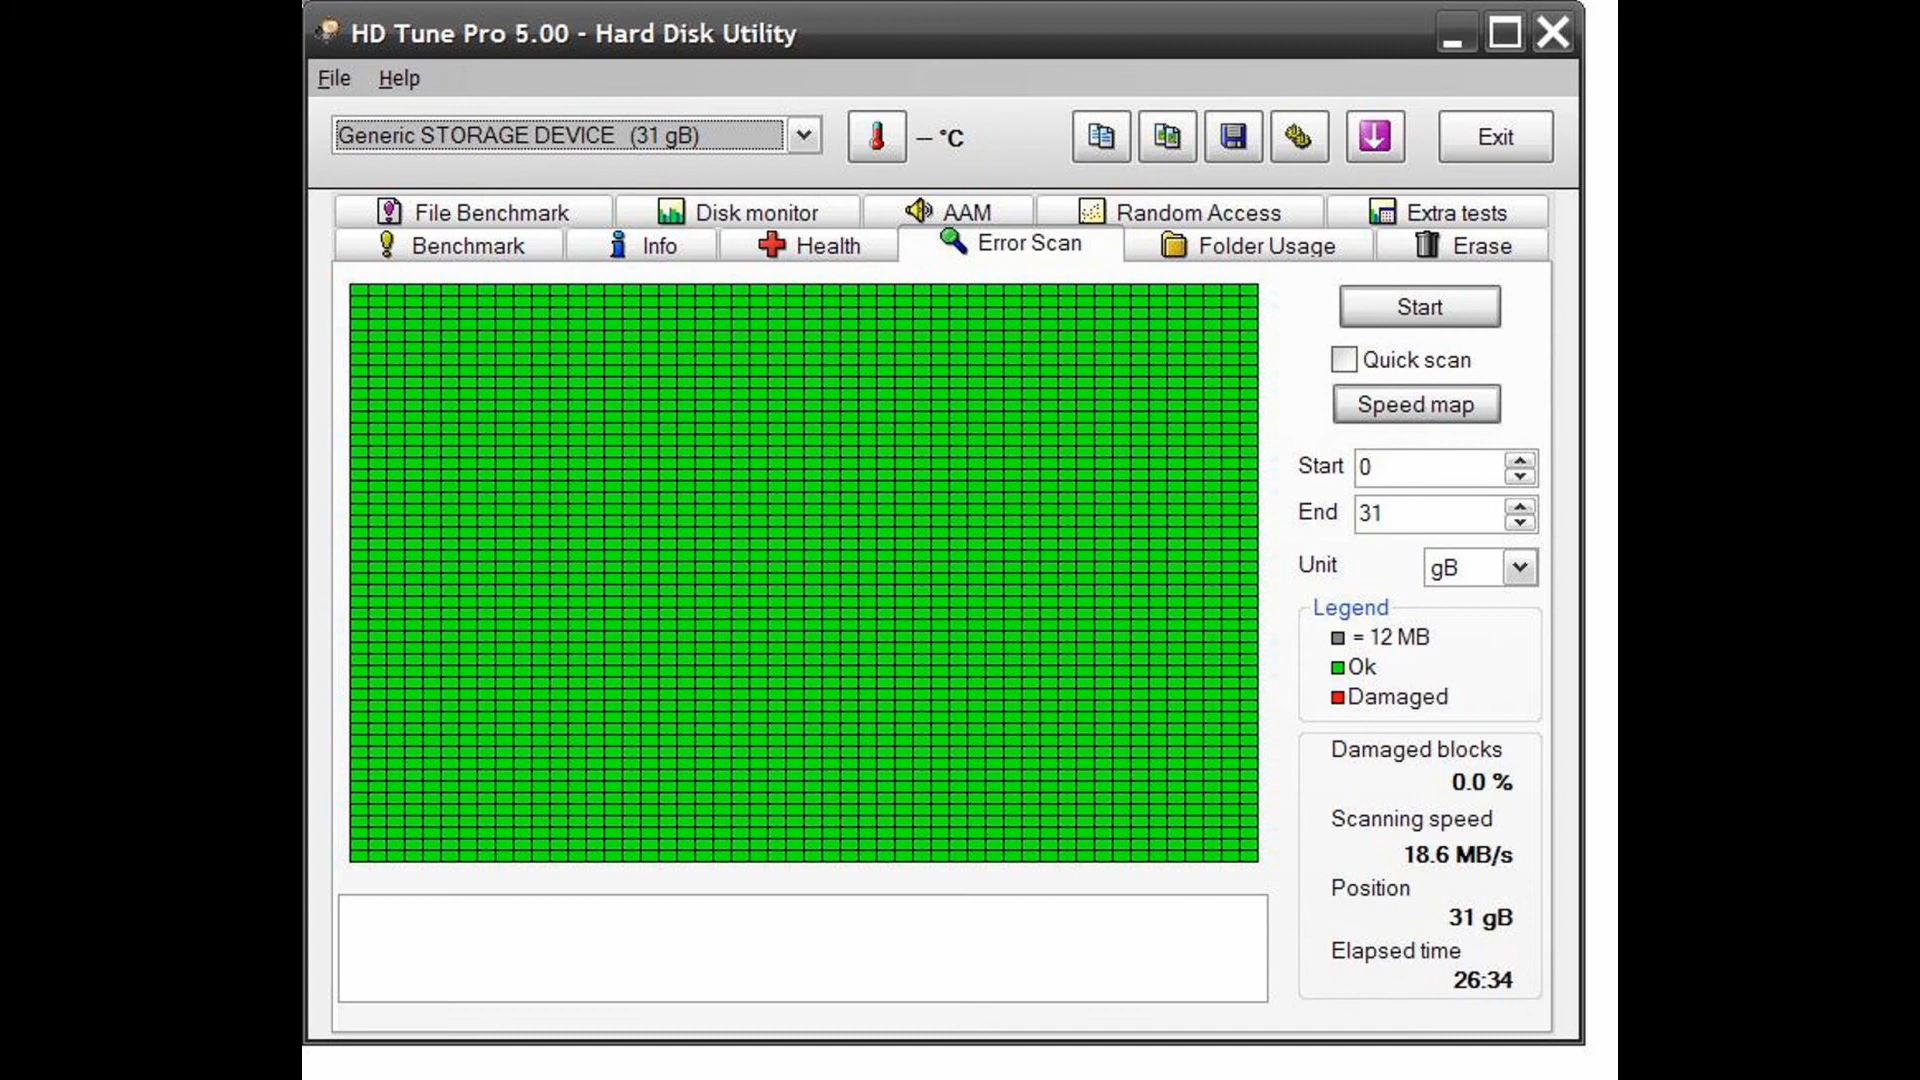 HD Tune Pro 5.00 - Hard Disk Utility
File Help
Generic STORAGE DEVICE (31 gB)
– °C
Exit
File Benchmark Disk monitor AAM Random Access Extra tests
Benchmark Info Health Error Scan Folder Usage Erase
Start
Quick scan
Speed map
Start 0
End 31
Unit gB
Legend
= 12 MB
Ok
Damaged
Damaged blocks
0.0 %
Scanning speed
18.6 MB/s
Position
31 gB
Elapsed time
26:34